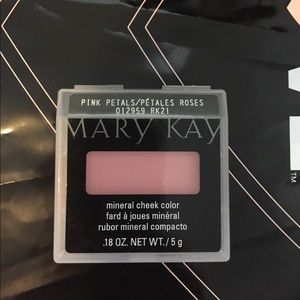 PINK PETALS/PÉTALES ROSES
012959 RK21
MARY KAY
mineral cheek color
fard à joues minéral
rubor mineral compacto
.18 OZ. NET WT./ 5 g
TM